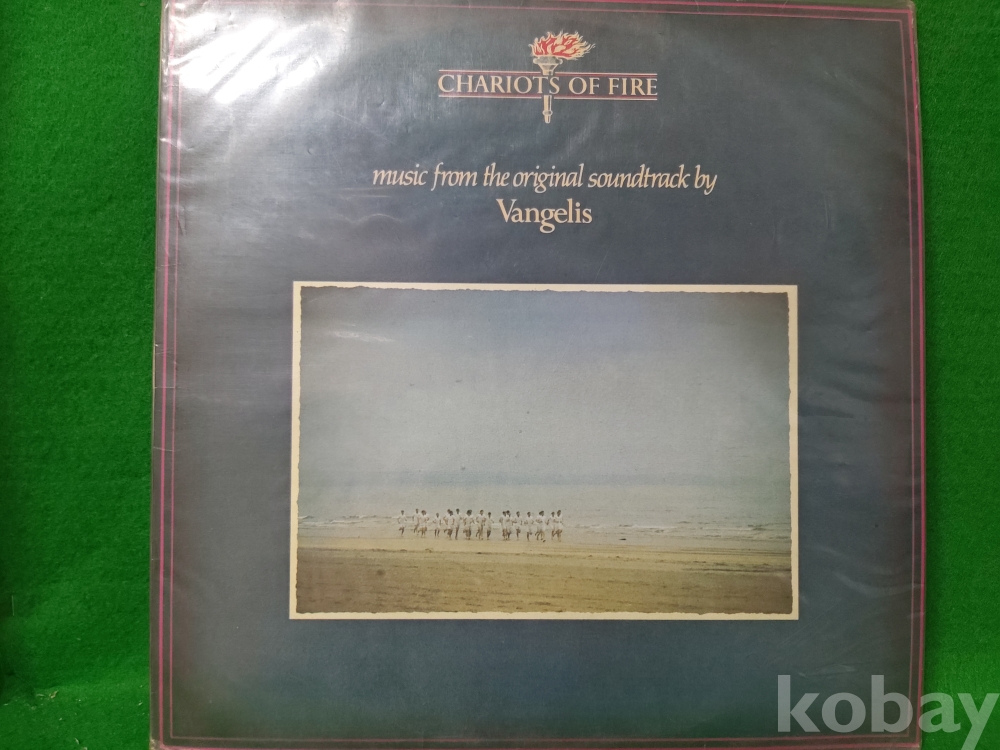 CHARIOTS OF FIRE
music from the original soundtrack by
Vangelis
kobay